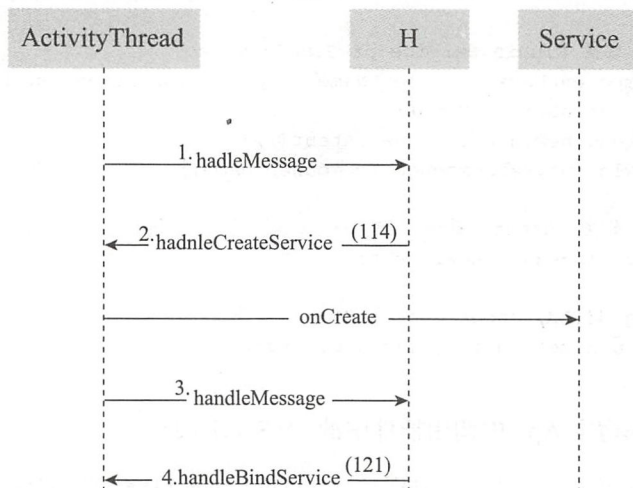 ActivityThread
H
Service
1.hadleMessage
2.hadnleCreateService (114)
onCreate
3.handleMessage
4.handleBindService (121)